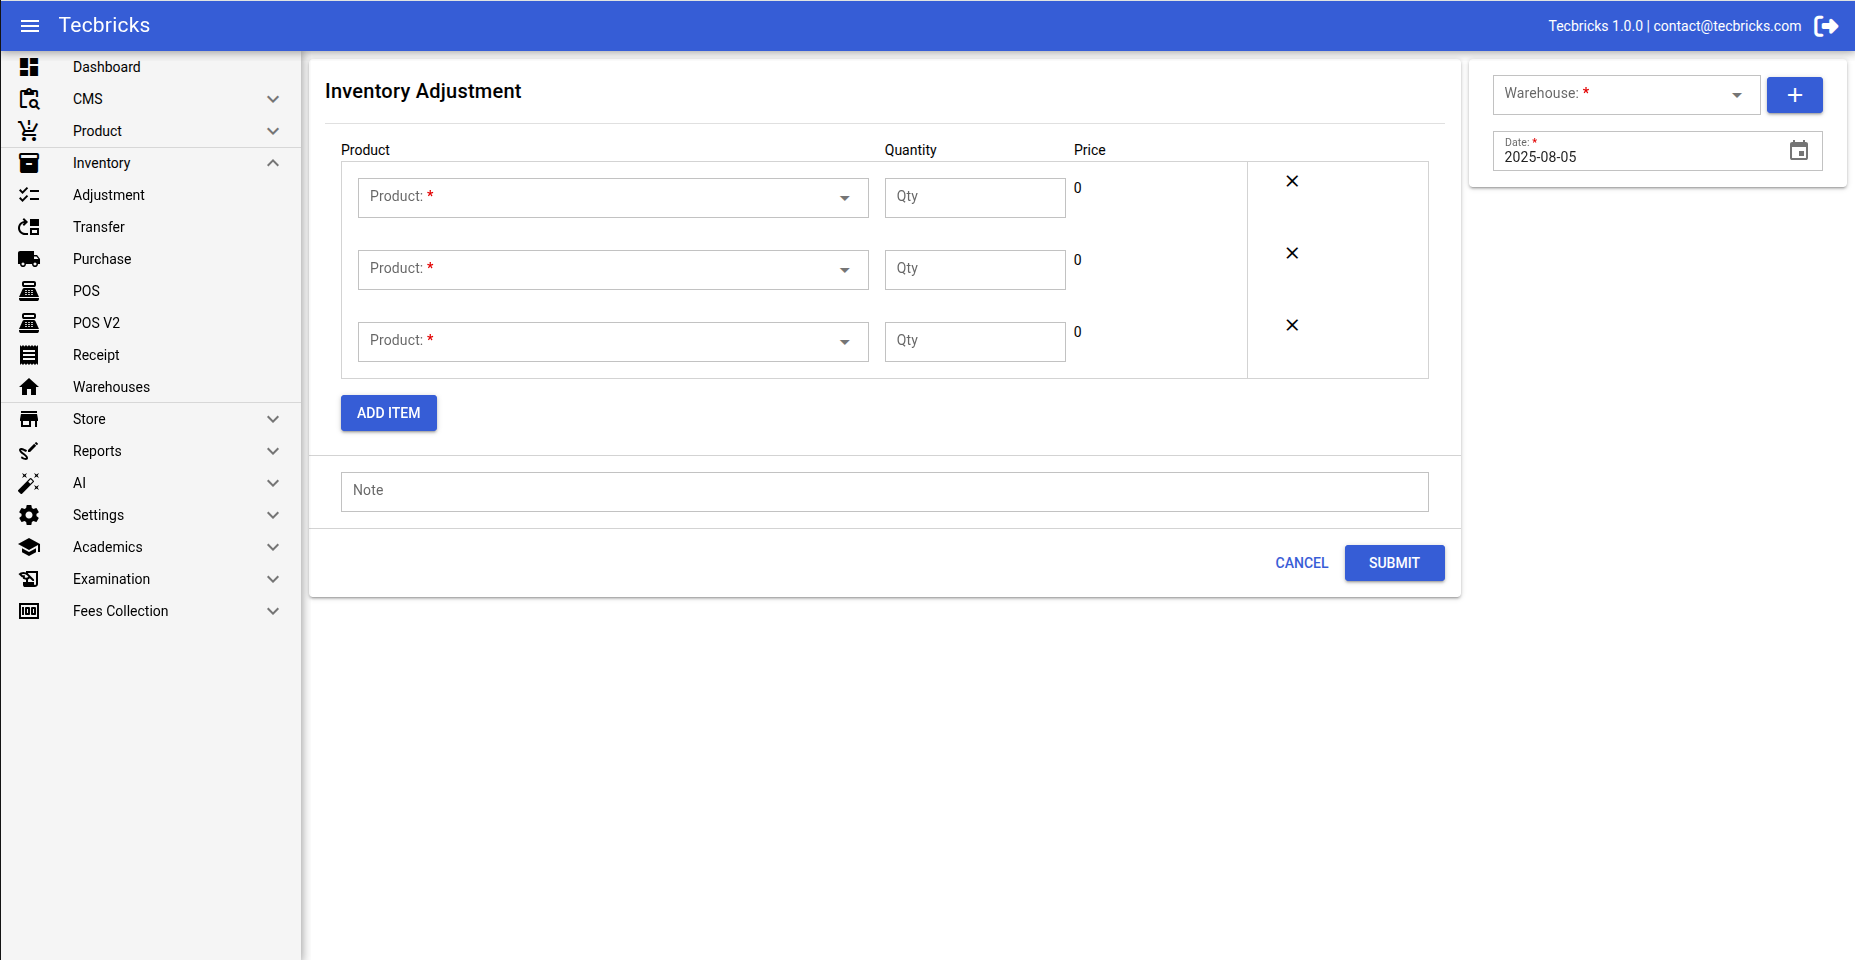 Tecbricks
Tecbricks 1.0.0 | contact@tecbricks.com
Dashboard
CMS
Product
Inventory
Adjustment
Transfer
Purchase
POS
POS V2
Receipt
Warehouses
Store
Reports
AI
Settings
Academics
Examination
Fees Collection
Inventory Adjustment
Product Quantity Price
Product: * Qty 0
Product: * Qty 0
Product: * Qty 0
ADD ITEM
Note
CANCEL SUBMIT
Warehouse: *
Date: *
2025-08-05